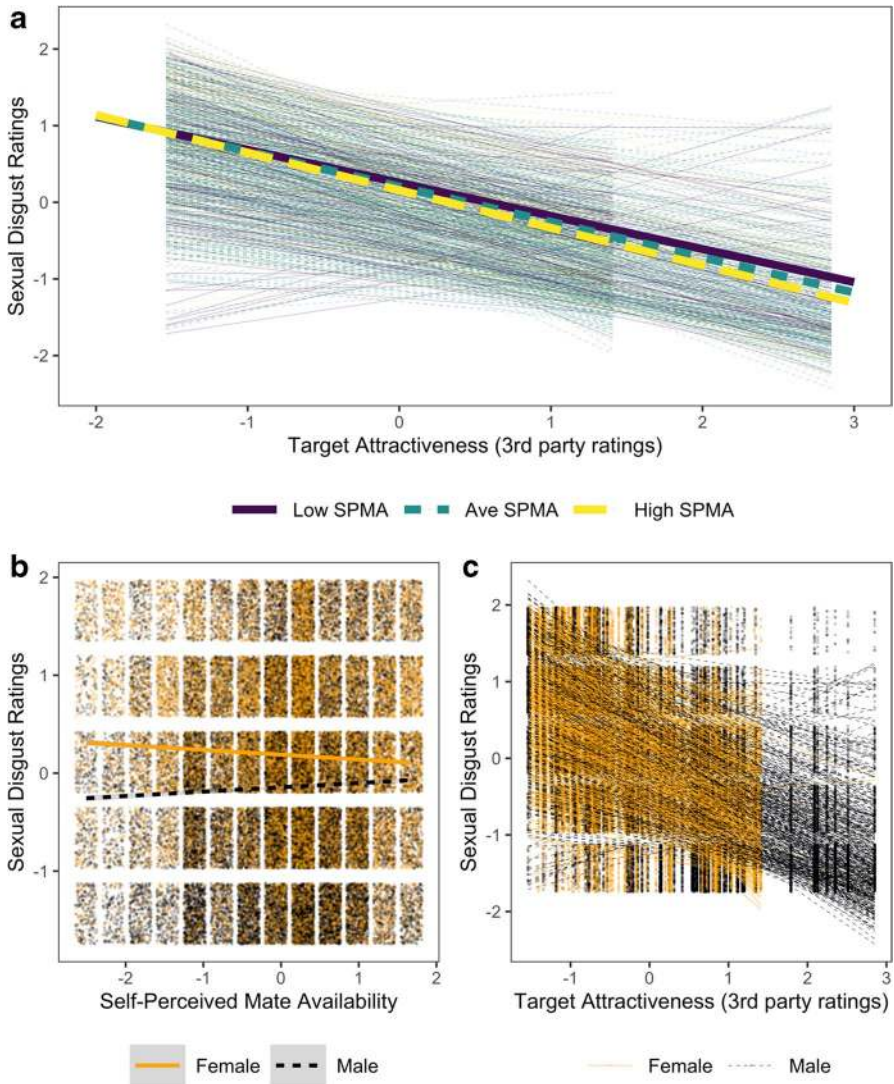 a
2
1
0
-1
-2
Sexual Disgust Ratings
-2 -1 0 1 2 3
Target Attractiveness (3rd party ratings)
Low SPMA Ave SPMA High SPMA
b
2
1
0
-1
Sexual Disgust Ratings
-2 -1 0 1 2
Self-Perceived Mate Availability
Female Male
c
2
1
0
-1
-2
Sexual Disgust Ratings
-1 0 1 2 3
Target Attractiveness (3rd party ratings)
Female Male